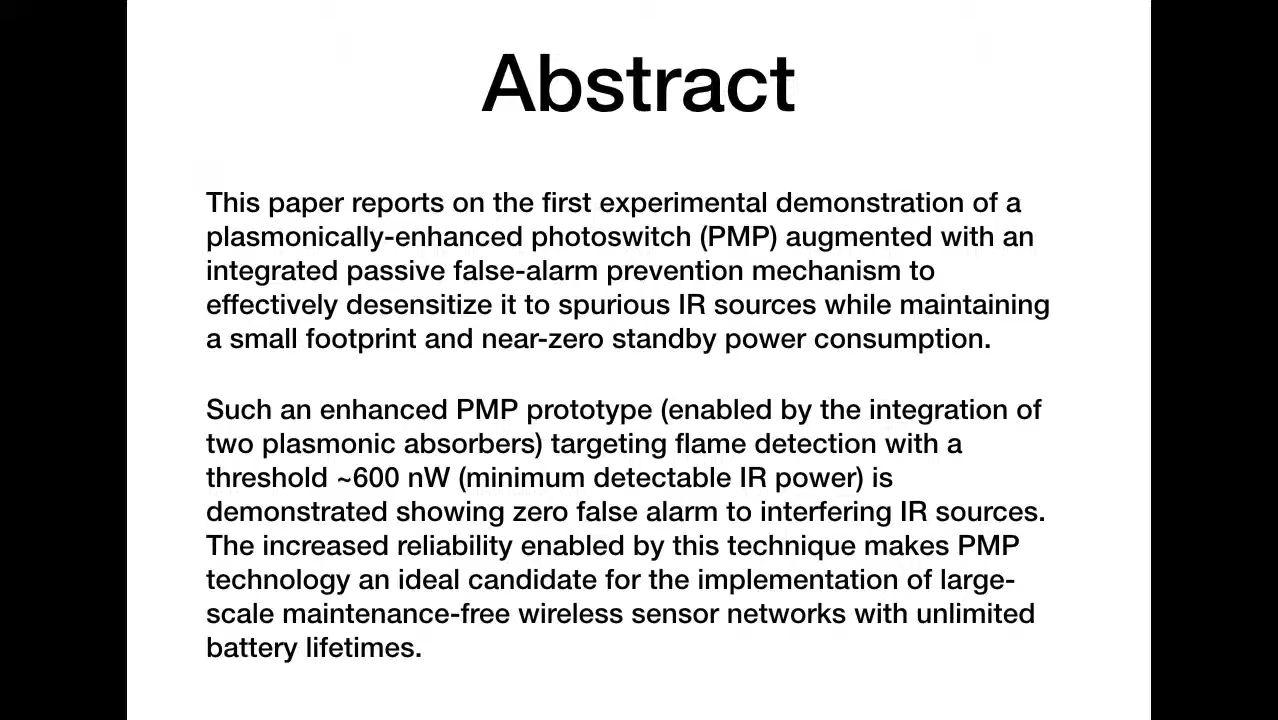 Abstract
This paper reports on the first experimental demonstration of a
plasmonically-enhanced photoswitch (PMP) augmented with an
integrated passive false-alarm prevention mechanism to
effectively desensitize it to spurious IR sources while maintaining
a small footprint and near-zero standby power consumption.
Such an enhanced PMP prototype (enabled by the integration of
two plasmonic absorbers) targeting flame detection with a
threshold ~600 nW (minimum detectable IR power) is
demonstrated showing zero false alarm to interfering IR sources.
The increased reliability enabled by this technique makes PMP
technology an ideal candidate for the implementation of large-
scale maintenance-free wireless sensor networks with unlimited
battery lifetimes.